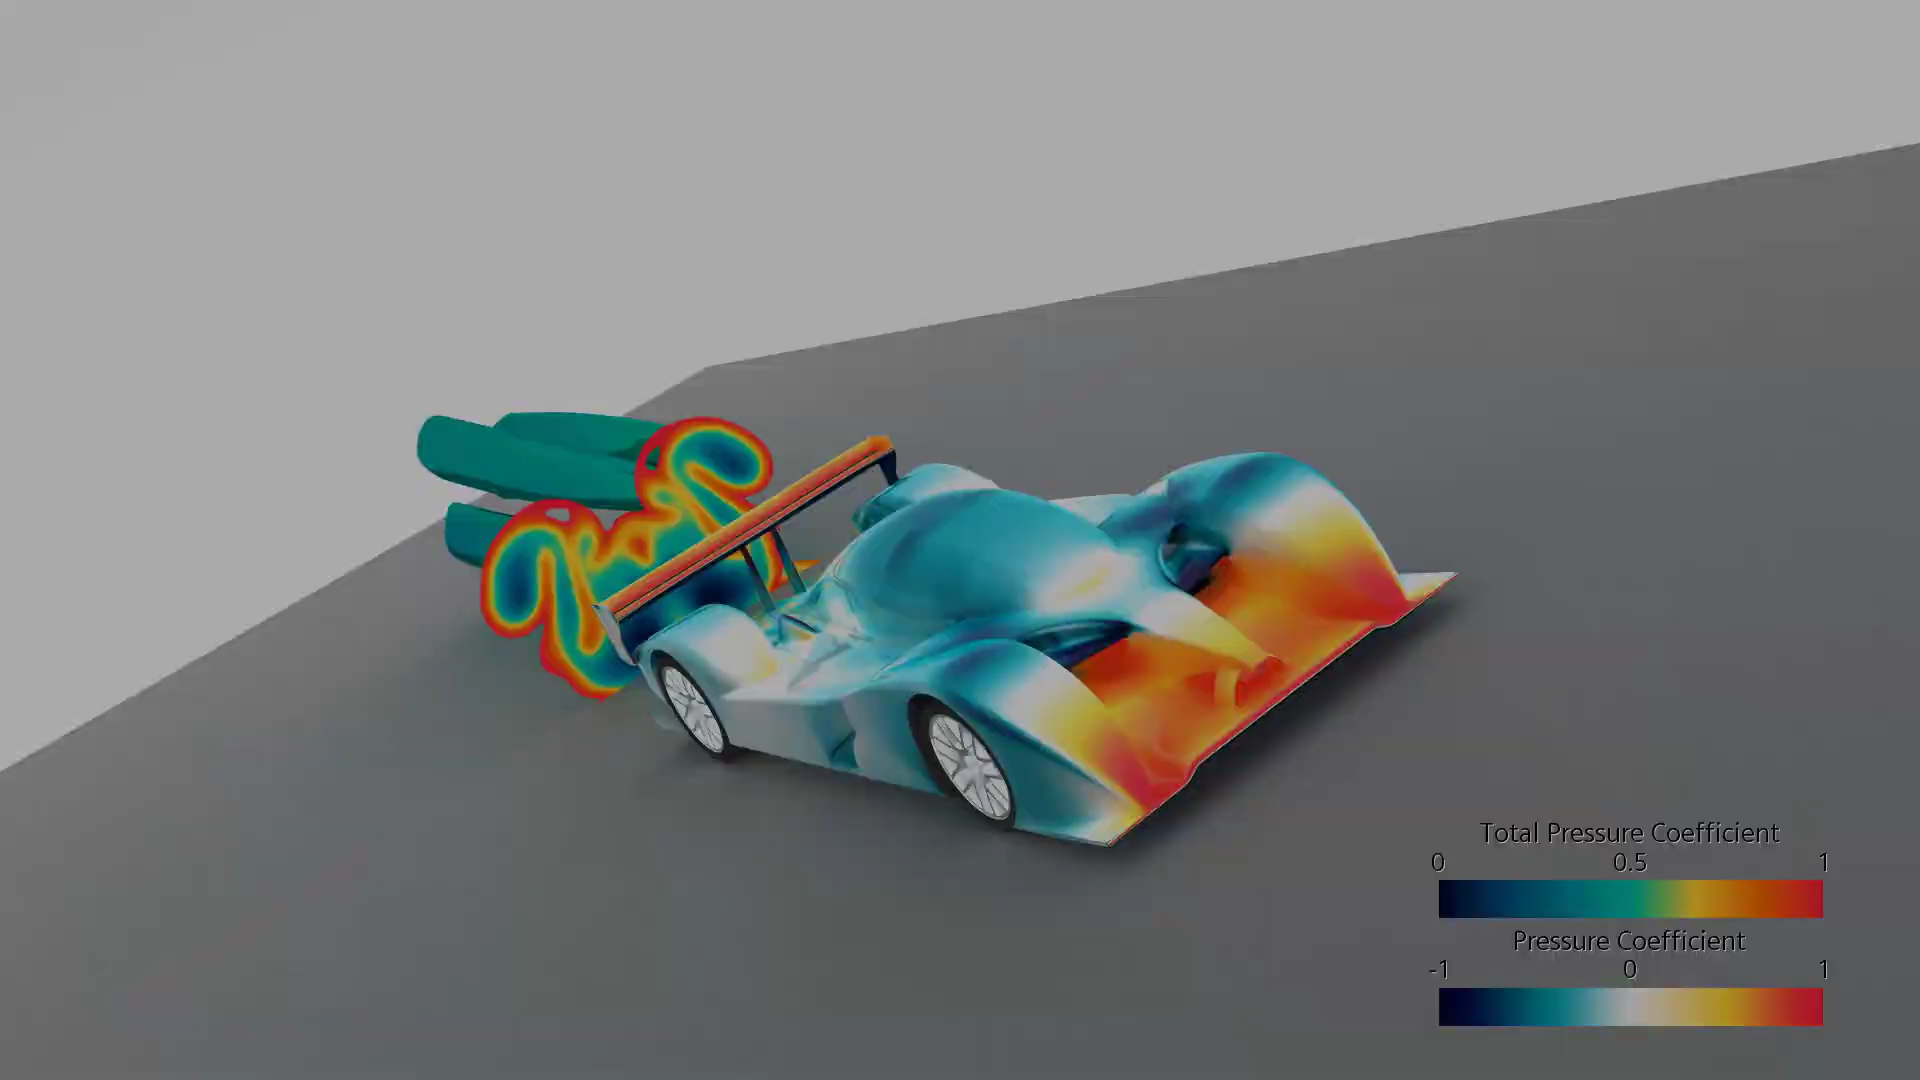 Total Pressure Coefficient
0 0.5 1
Pressure Coefficient
-1 0 1